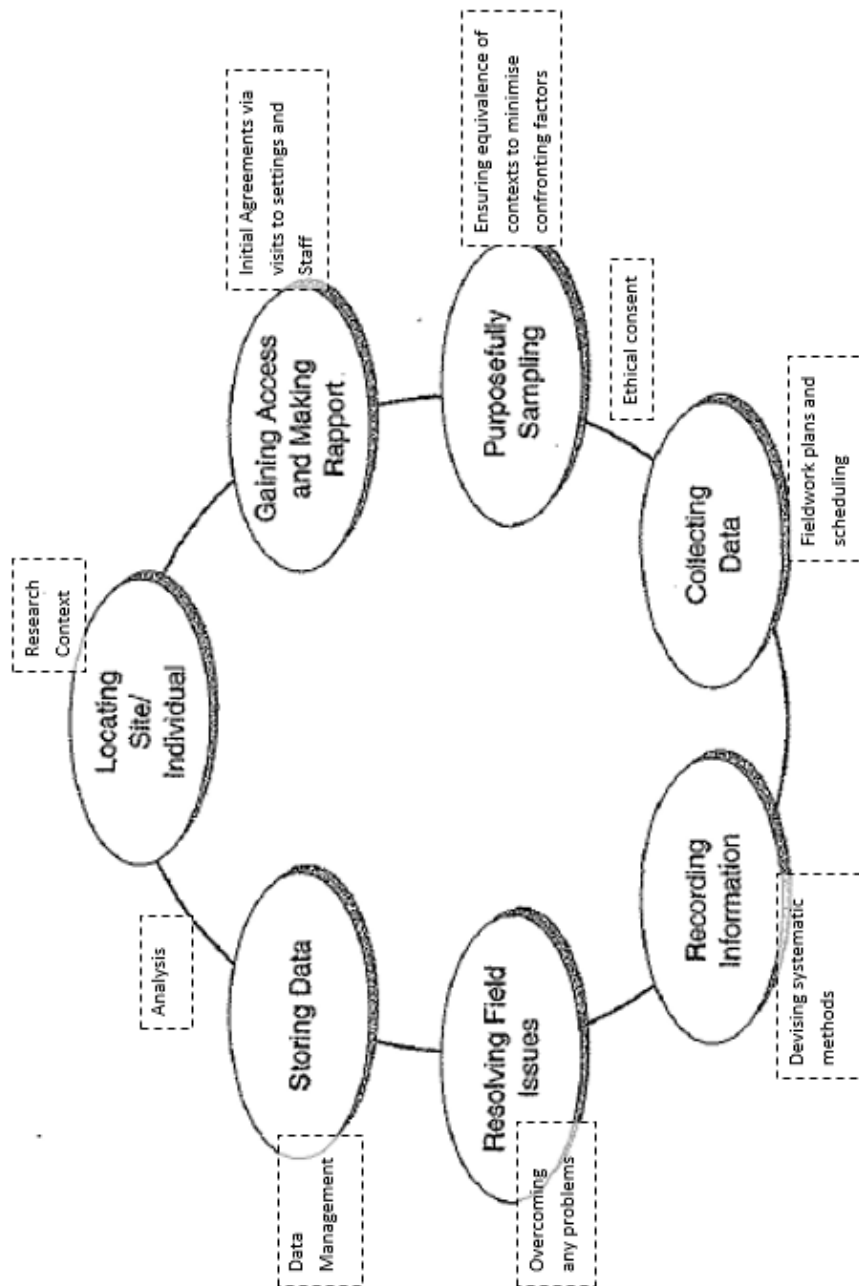 Research
Context
Locating
Site/
Individual
Initial Agreements via
visits to settings and
Staff
Gaining Access
and Making
Rapport
Ensuring equivalence of
contexts to minimise
confronting factors
Purposefully
Sampling
Ethical consent
Collecting
Data
Fieldwork plans and
scheduling
Recording
Information
Devising systematic
methods
Resolving Field
Issues
Overcoming
any problems
Storing Data
Data
Management
Analysis